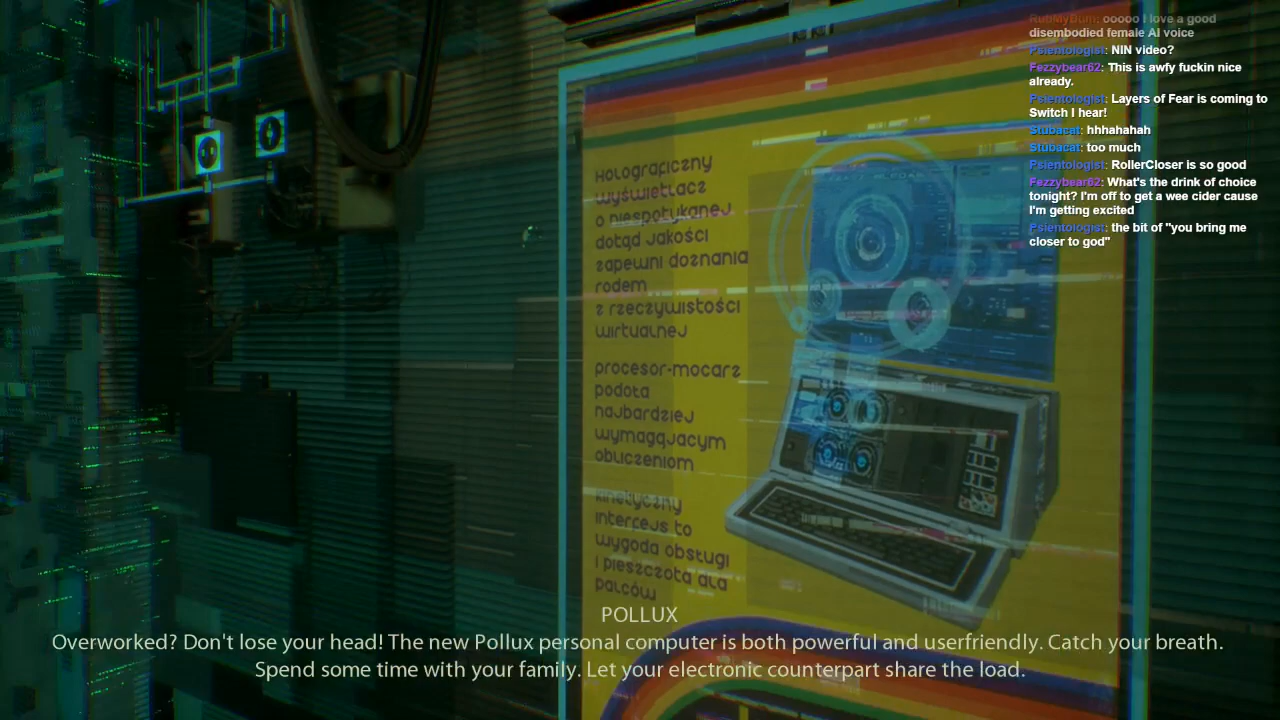 RubMyDum: ooooo I love a good
disembodied female AI voice
Psientologist: NIN video?
Fezzybear62: This is awfy fuckin nice
already.
Psientologist: Layers of Fear is coming to
Switch I hear!
Stubacat: hhhahahah
Stubacat: too much
Psientologist: RollerCloser is so good
Fezzybear62: What's the drink of choice
tonight? I'm off to get a wee cider cause
I'm getting excited
Psientologist: the bit of "you bring me
closer to god"
Holograficzny
wyświetlacz
o niespotykanej
dotąd jakości
zapewni doznania
rodem
z rzeczywistości
wirtualnej
procesor-mocarz
podoła
najbardziej
wymagającym
obliczeniom
kinetyczny
interfejs to
wygoda obsługi
i pieszczota dla
palców
POLLUX
Overworked? Don't lose your head! The new Pollux personal computer is both powerful and userfriendly. Catch your breath.
Spend some time with your family. Let your electronic counterpart share the load.